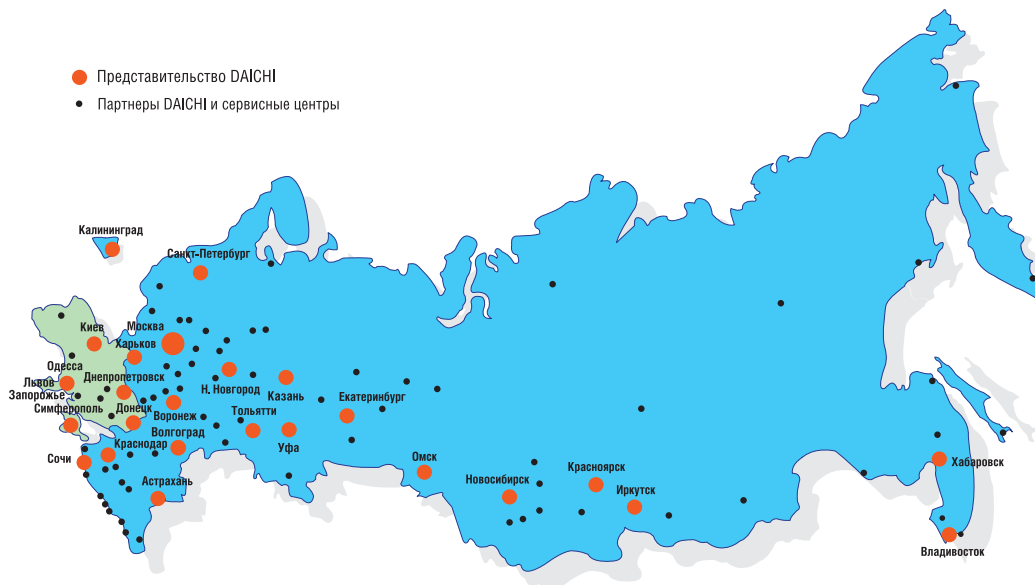 Представительство DAICHI
Партнеры DAICHI и сервисные центры
Калининград
Санкт-Петербург
Киев
Москва
Харьков
Одесса
Львов
Днепропетровск
Запорожье
Симферополь
Донецк
Воронеж
Н. Новгород
Казань
Екатеринбург
Тольятти
Волгоград
Уфа
Краснодар
Сочи
Астрахань
Омск
Новосибирск
Красноярск
Иркутск
Хабаровск
Владивосток